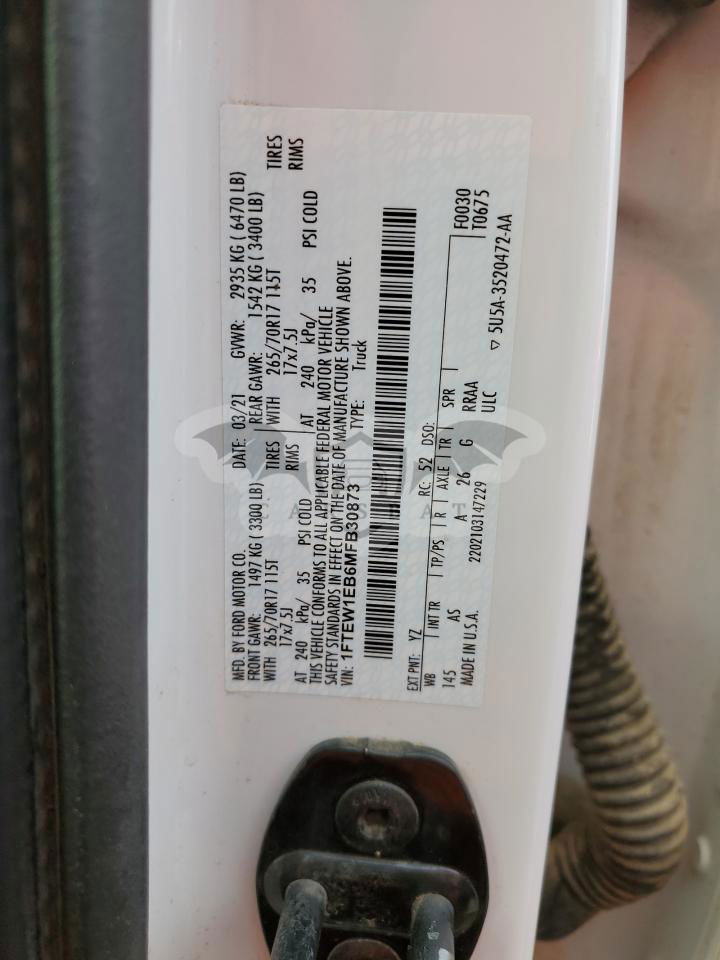 MFD. BY FORD MOTOR CO. DATE: 03/21 GVWR: 2935 KG ( 6470 LB)
FRONT GAWR: 1497 KG ( 3300 LB) REAR GAWR: 1542 KG ( 3400 LB)
WITH 265/70R17 115T TIRES WITH 265/70R17 115T TIRES
17x7.5J RIMS 17x7.5J RIMS
AT 240 kPa/ 35 PSI COLD AT 240 kPa/ 35 PSI COLD
THIS VEHICLE CONFORMS TO ALL APPLICABLE FEDERAL MOTOR VEHICLE
SAFETY STANDARDS IN EFFECT ON THE DATE OF MANUFACTURE SHOWN ABOVE.
VIN: 1FTEW1EB6MFB30873 TYPE: Truck
EXT PNT: YZ RC: 52 DSO: F0030
WB INT TR TP/PS R AXLE TR SPR T0675
145 AS A 26 G RRAA
MADE IN U.S.A. 2202103147229 ULC
▽ 5U5A-3520472-AA